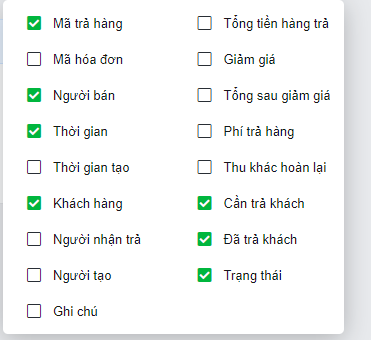 Mã trả hàng
Mã hóa đơn
Người bán
Thời gian
Thời gian tạo
Khách hàng
Người nhận trả
Người tạo
Ghi chú
Tổng tiền hàng trả
Giảm giá
Tổng sau giảm giá
Phí trả hàng
Thu khác hoàn lại
Cần trả khách
Đã trả khách
Trạng thái